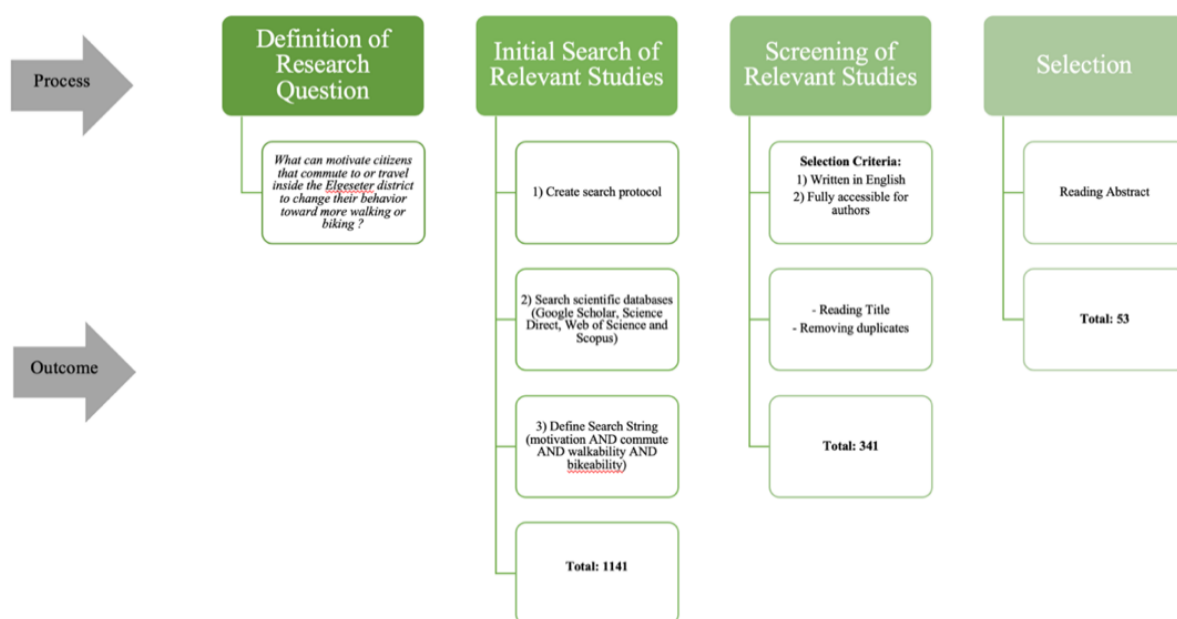 Process
Outcome
Definition of
Research
Question
What can motivate citizens
that commute to or travel
inside the Elgeseter district
to change their behavior
toward more walking or
biking ?
Initial Search of
Relevant Studies
1) Create search protocol
2) Search scientific databases
(Google Scholar, Science
Direct, Web of Science and
Scopus)
3) Define Search String
(motivation AND commute
AND walkability AND
bikeability)
Total: 1141
Screening of
Relevant Studies
Selection Criteria:
1) Written in English
2) Fully accessible for
authors
- Reading Title
- Removing duplicates
Total: 341
Selection
Reading Abstract
Total: 53